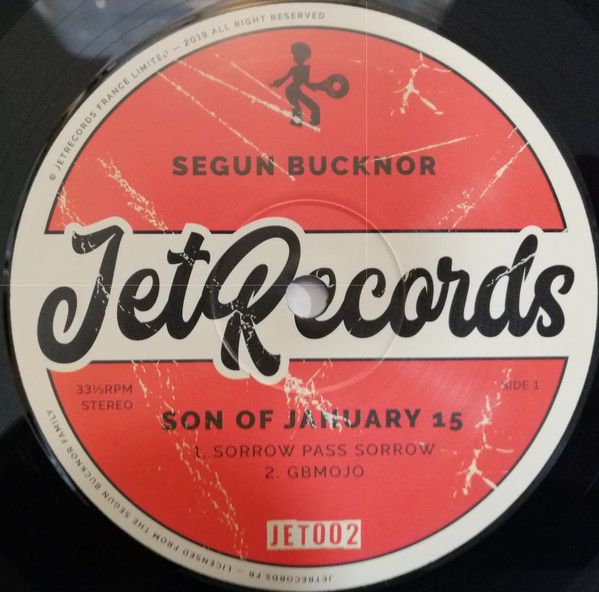 © JETRECORDS FRANCE LIMITED — 2019 ALL RIGHT RESERVED
SEGUN BUCKNOR
JetRecords
33⅓RPM
STEREO
SIDE 1
SON OF JANUARY 15
1. SORROW PASS SORROW
2. GBMOJO
JET002
JETRECORDS.FR — LICENSED FROM THE SEGUN BUCKNOR FAMILY